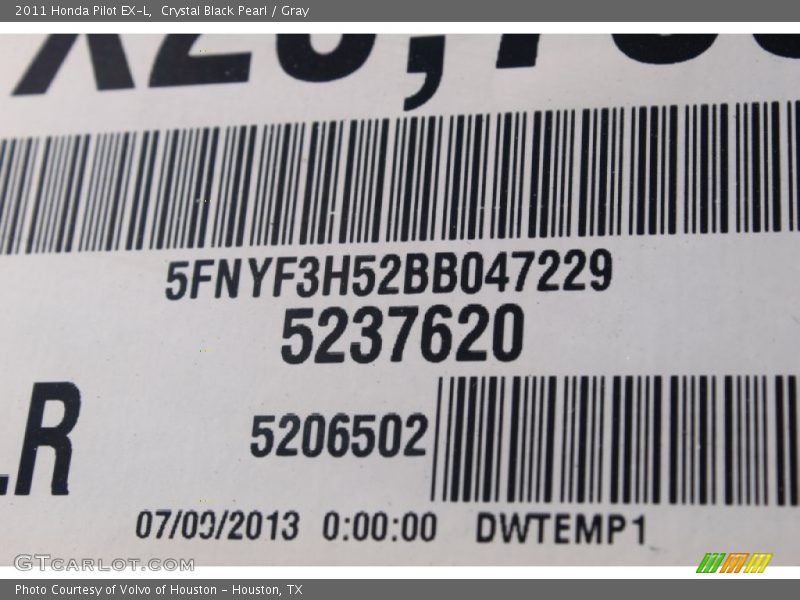 2011 Honda Pilot EX-L, Crystal Black Pearl / Gray
5FNYF3H52BB047229
5237620
R
5206502
0:00:00 DWTEMP1
GTCARLOT.COM
Photo Courtesy of Volvo of Houston - Houston, TX